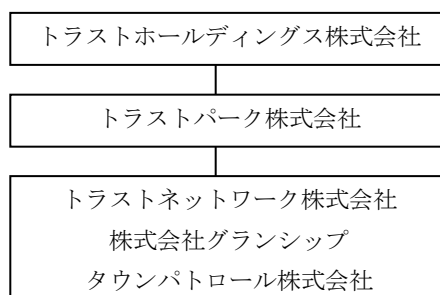 トラストホールディングス株式会社
トラストパーク株式会社
トラストネットワーク株式会社
株式会社グランシップ
タウンパトロール株式会社